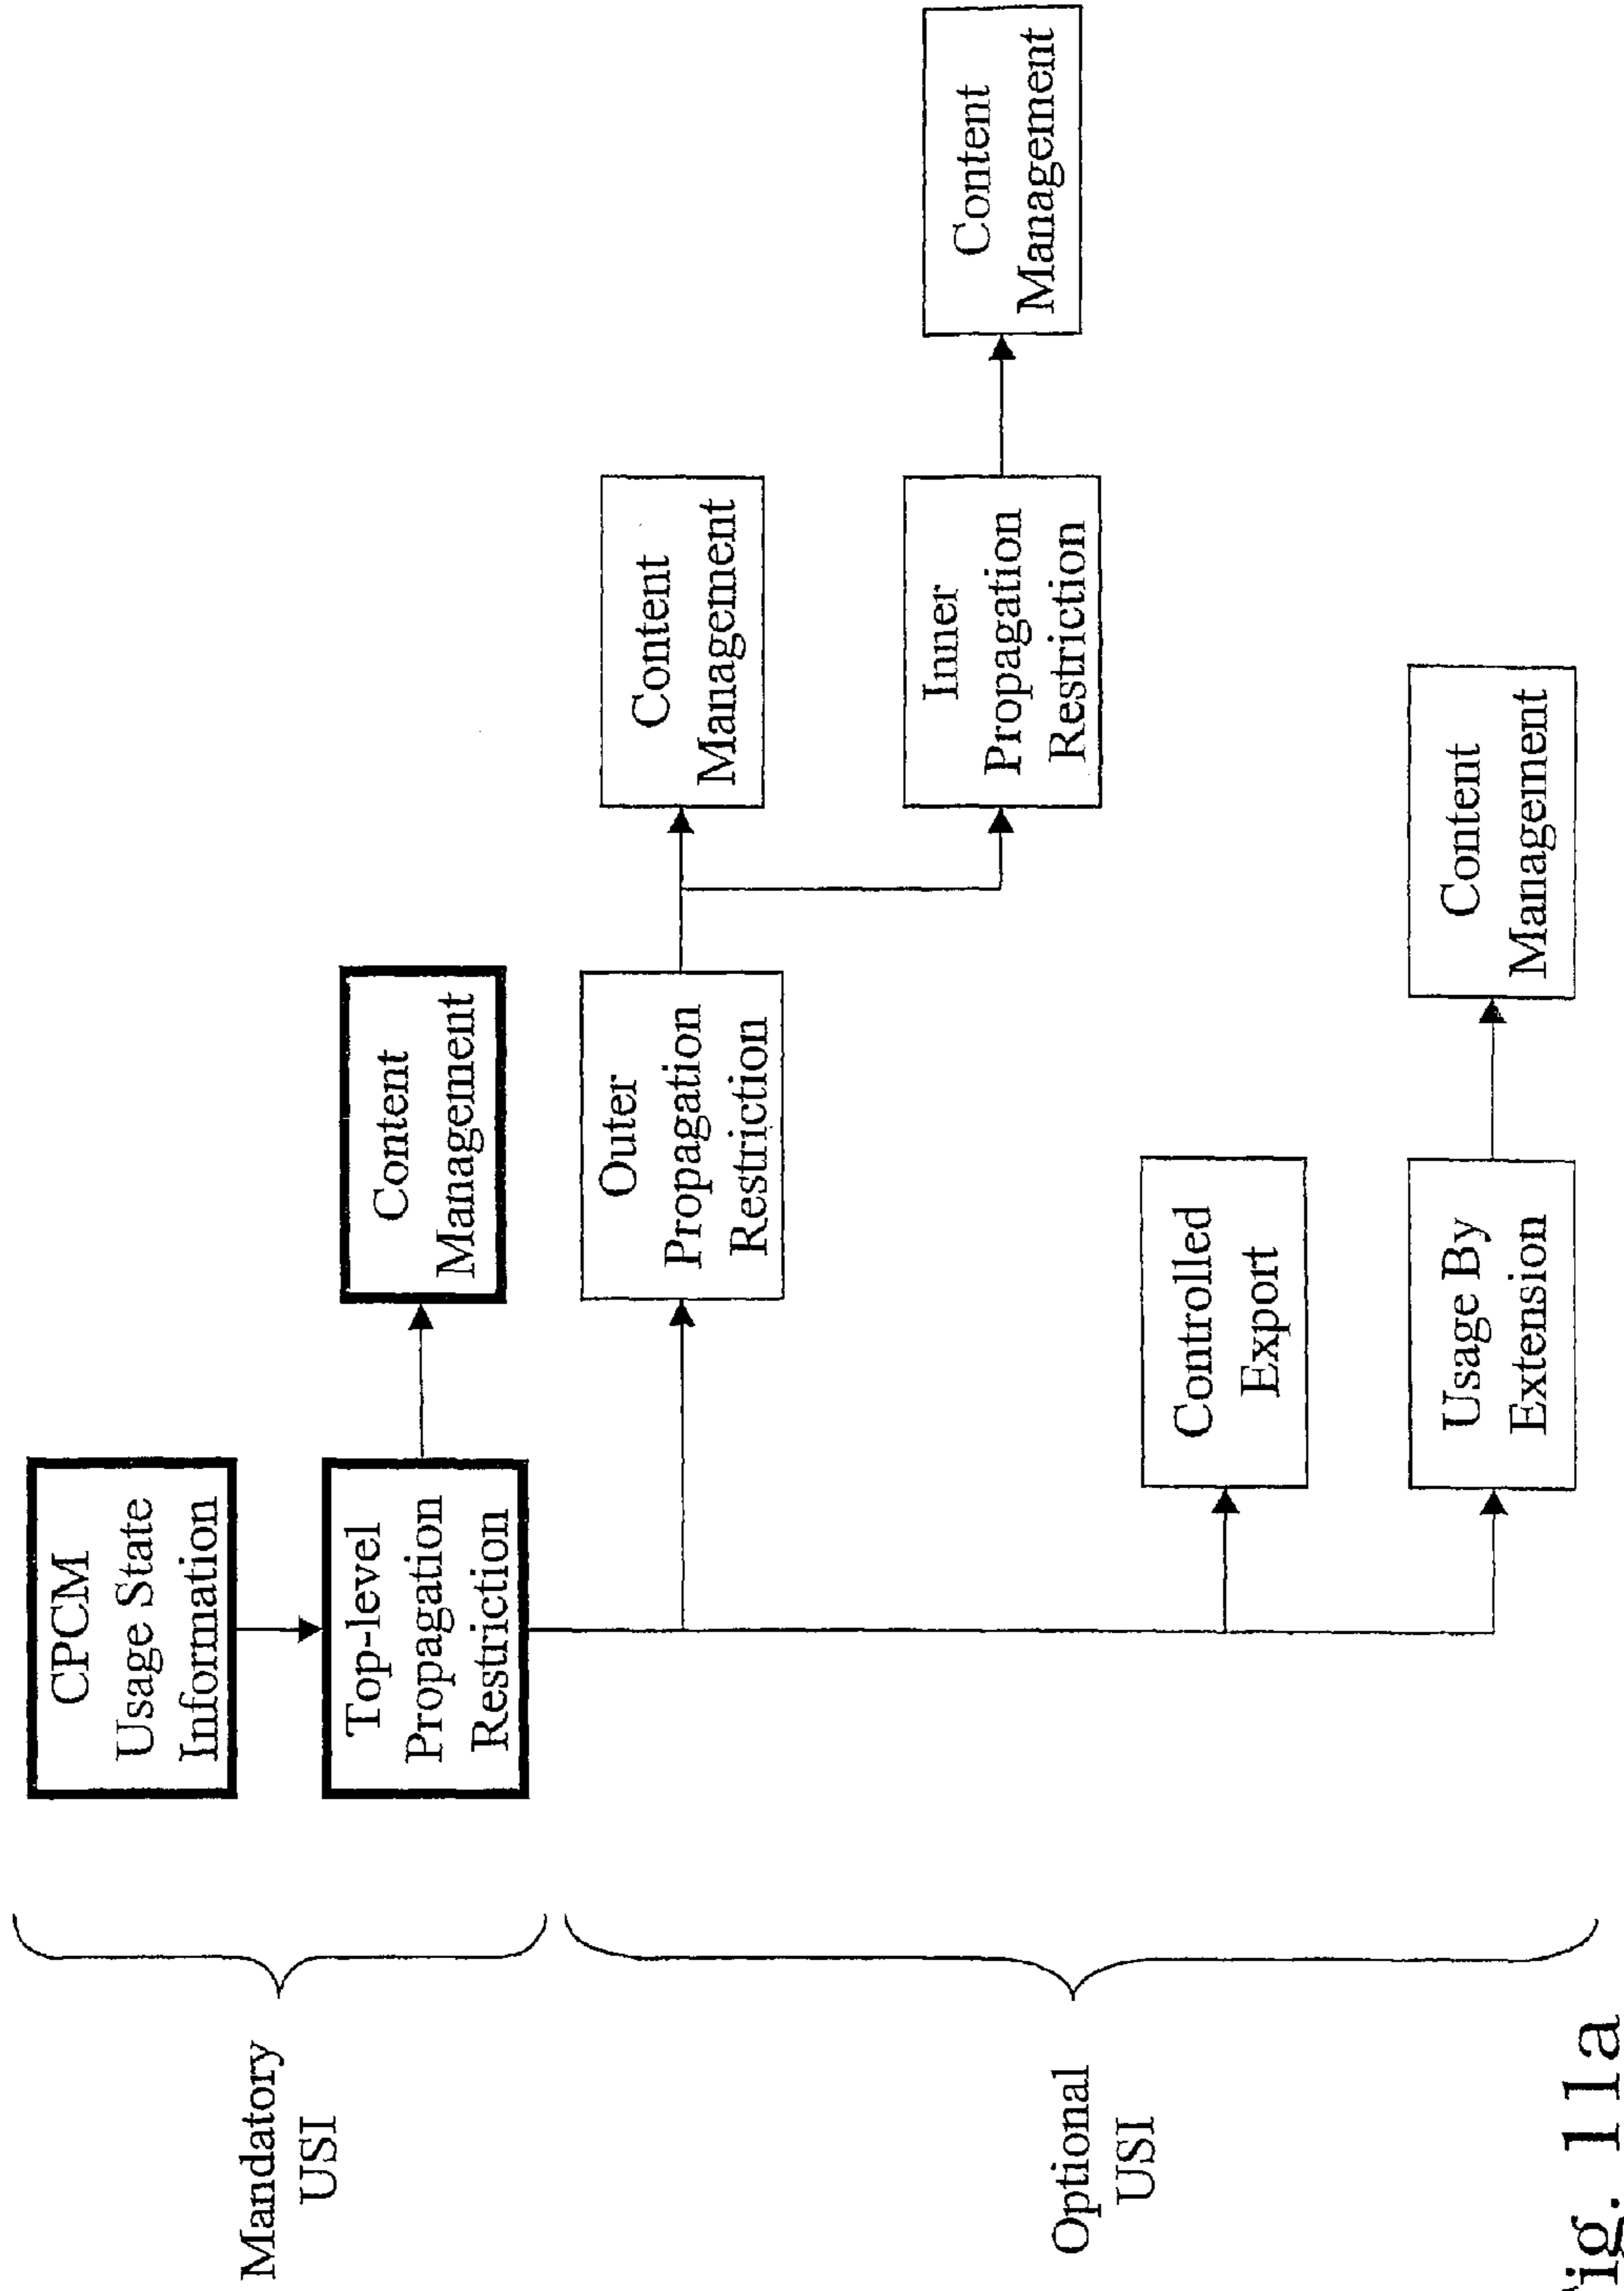 Mandatory
USI
CPCM
Usage State
Information
Top-level
Propagation
Restriction
Content
Management
Optional
USI
Outer
Propagation
Restriction
Content
Management
Inner
Propagation
Restriction
Content
Management
Controlled
Export
Usage By
Extension
Content
Management
ig. 11a